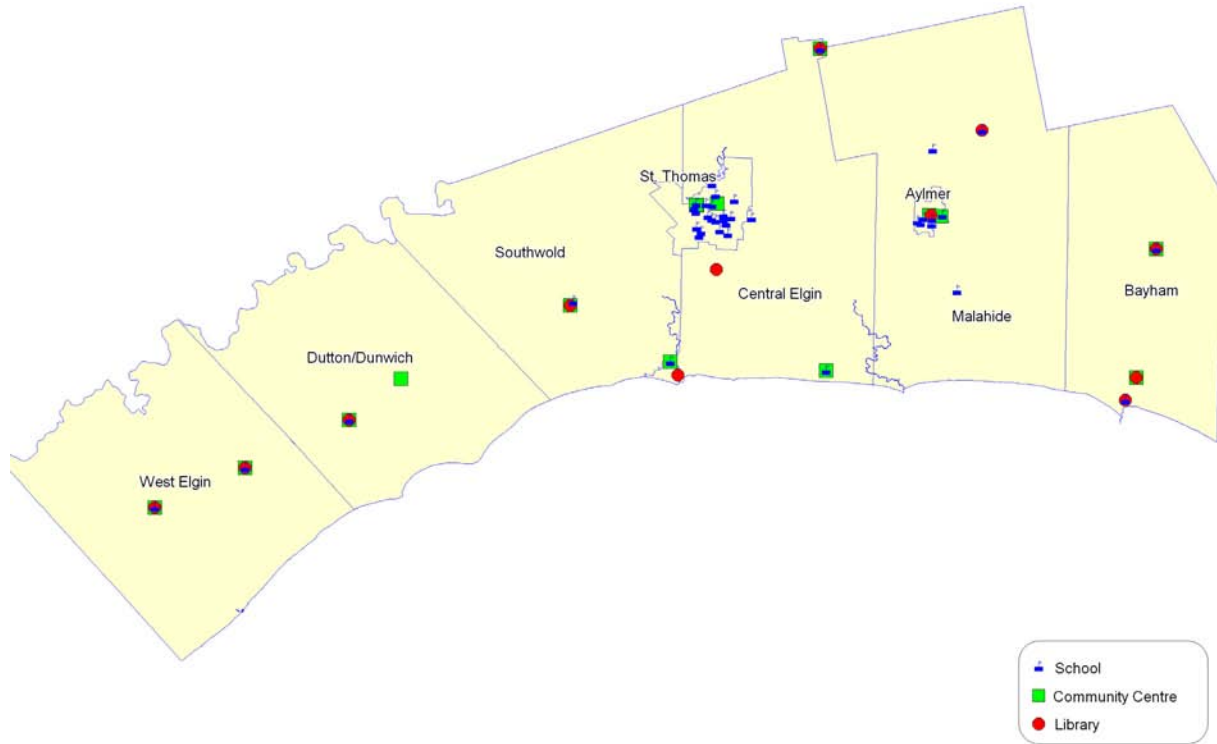 St. Thomas
Aylmer
Southwold
Central Elgin
Bayham
Malahide
Dutton/Dunwich
West Elgin
School
Community Centre
Library